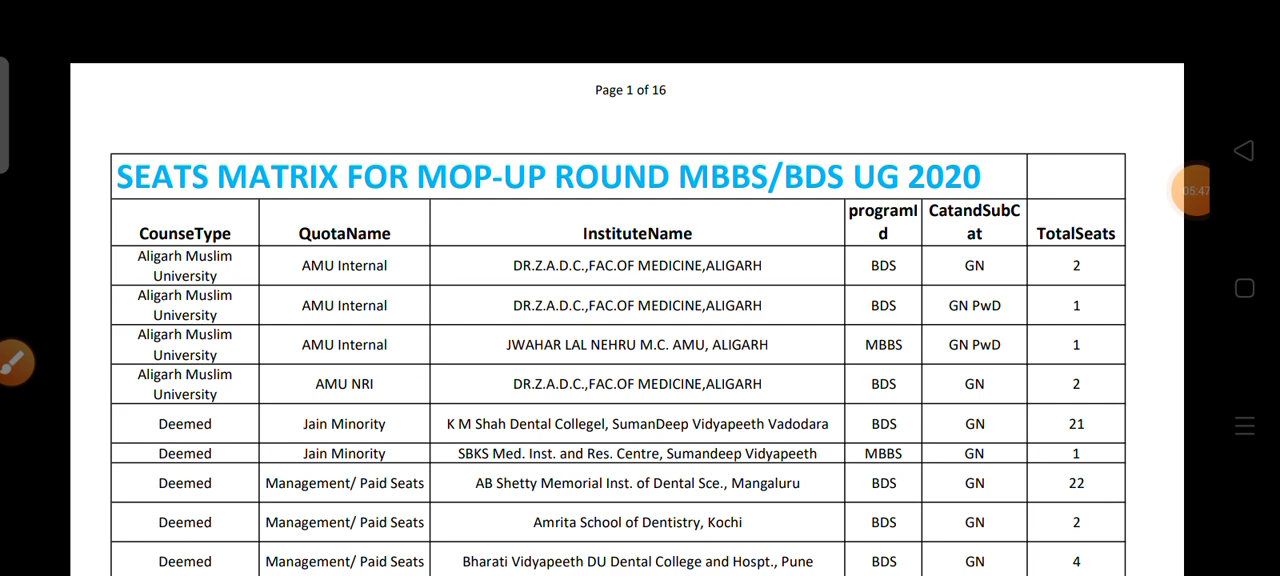 Page 1 of 16
SEATS MATRIX FOR MOP-UP ROUND MBBS/BDS UG 2020
CounseType QuotaName InstituteName programI d CatandSubC at TotalSeats
Aligarh Muslim University AMU Internal DR.Z.A.D.C.,FAC.OF MEDICINE,ALIGARH BDS GN 2
Aligarh Muslim University AMU Internal DR.Z.A.D.C.,FAC.OF MEDICINE,ALIGARH BDS GN PwD 1
Aligarh Muslim University AMU Internal JWAHAR LAL NEHRU M.C. AMU, ALIGARH MBBS GN PwD 1
Aligarh Muslim University AMU NRI DR.Z.A.D.C.,FAC.OF MEDICINE,ALIGARH BDS GN 2
Deemed Jain Minority K M Shah Dental Collegel, SumanDeep Vidyapeeth Vadodara BDS GN 21
Deemed Jain Minority SBKS Med. Inst. and Res. Centre, Sumandeep Vidyapeeth MBBS GN 1
Deemed Management/ Paid Seats AB Shetty Memorial Inst. of Dental Sce., Mangaluru BDS GN 22
Deemed Management/ Paid Seats Amrita School of Dentistry, Kochi BDS GN 2
Deemed Management/ Paid Seats Bharati Vidyapeeth DU Dental College and Hospt., Pune BDS GN 4
05:47